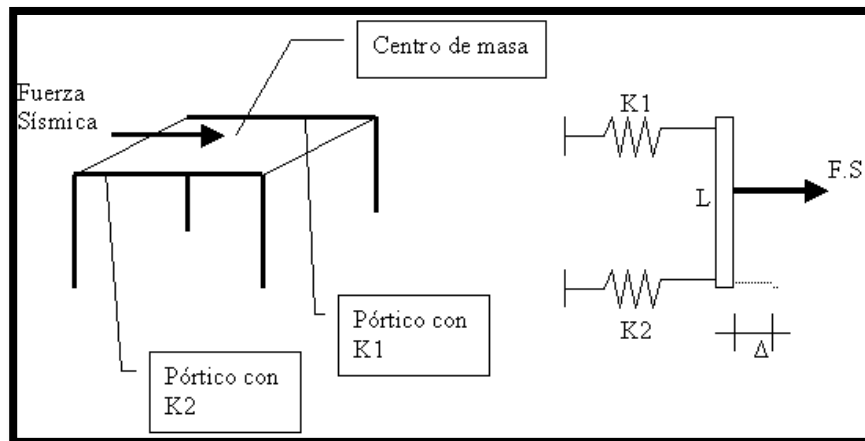 Centro de masa
Fuerza
Sísmica
K1
F.S
L
K2
Δ
Pórtico con
K1
Pórtico con
K2